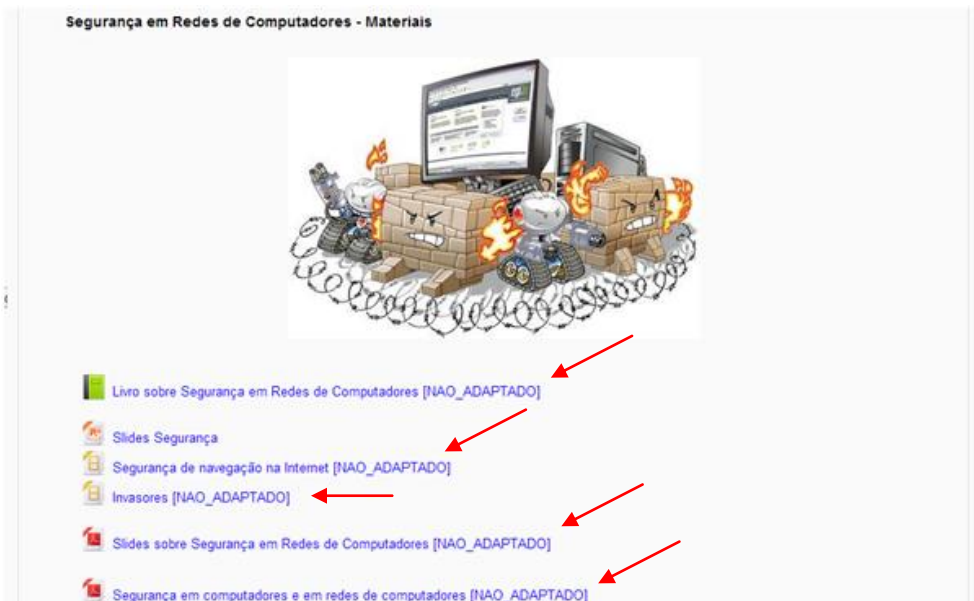 Segurança em Redes de Computadores - Materiais
Livro sobre Segurança em Redes de Computadores [NAO_ADAPTADO]
Slides Segurança
Segurança de navegação na Internet [NAO_ADAPTADO]
Invasores [NAO_ADAPTADO]
Slides sobre Segurança em Redes de Computadores [NAO_ADAPTADO]
Segurança em computadores e em redes de computadores [NAO_ADAPTADO]